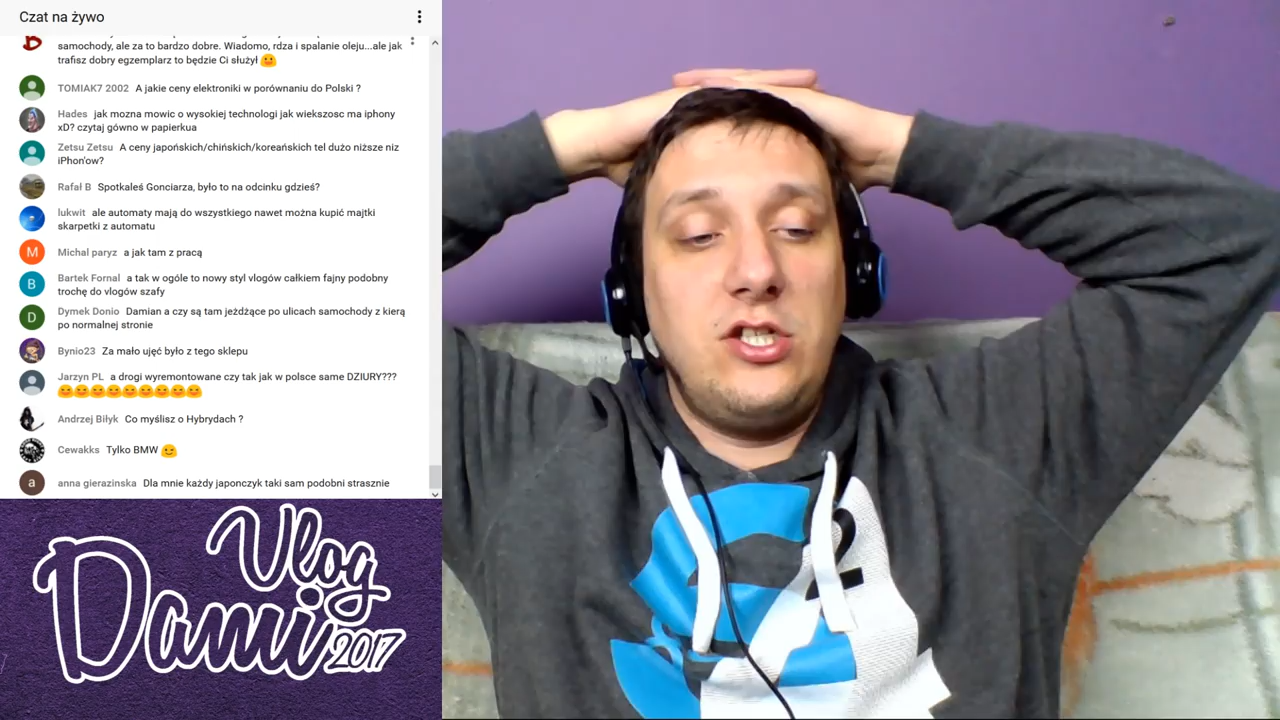 Czat na żywo
samochody, ale za to bardzo dobre. Wiadomo, rdza i spalanie oleju...ale jak
trafisz dobry egzemplarz to będzie Ci służył
TOMIAK7 2002 A jakie ceny elektroniki w porównaniu do Polski ?
Hades jak mozna mowic o wysokiej technologi jak wiekszosc ma iphony
xD? czytaj gówno w papierkua
Zetsu Zetsu A ceny japońskich/chińskich/koreańskich tel dużo niższe niz
iPhon'ow?
Rafał B Spotkaleś Gonciarza, było to na odcinku gdzieś?
lukwit ale automaty mają do wszystkiego nawet można kupić majtki
skarpetki z automatu
Michal paryz a jak tam z pracą
Bartek Fornal a tak w ogóle to nowy styl vlogów całkiem fajny podobny
trochę do vlogów szafy
Dymek Donio Damian a czy są tam jeżdżące po ulicach samochody z kierą
po normalnej stronie
Bynio23 Za mało ujęć było z tego sklepu
Jarzyn PL a drogi wyremontowane czy tak jak w polsce same DZIURY???
Andrzej Biłyk Co myślisz o Hybrydach ?
Cewakks Tylko BMW
anna gierazinska Dla mnie każdy japonczyk taki sam podobni strasznie
Vlog
Dami
2017
2